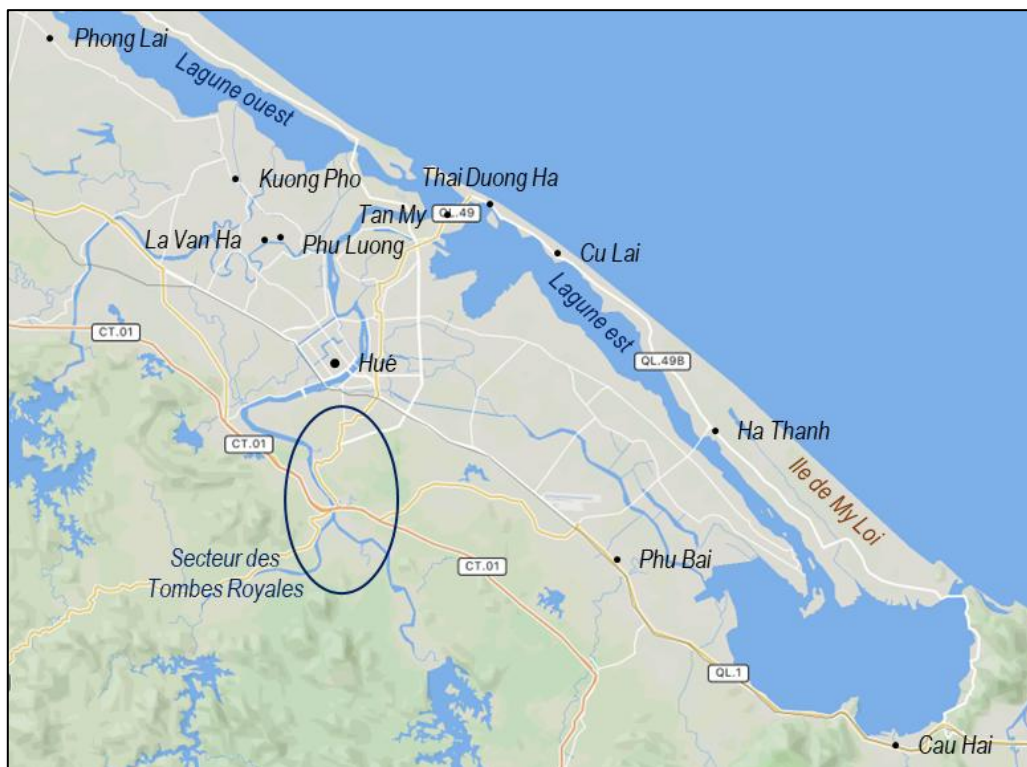 Phong Lai
Lagune ouest
Kuong Pho
Thai Duong Ha
Tan My
QL.49
La Van Ha
Phu Luong
Cu Lai
Lagune est
CT.01
QL.49B
Hué
CT.01
Ha Thanh
Ile de My Loi
Secteur des
Tombes Royales
Phu Bai
CT.01
QL.1
Cau Hai